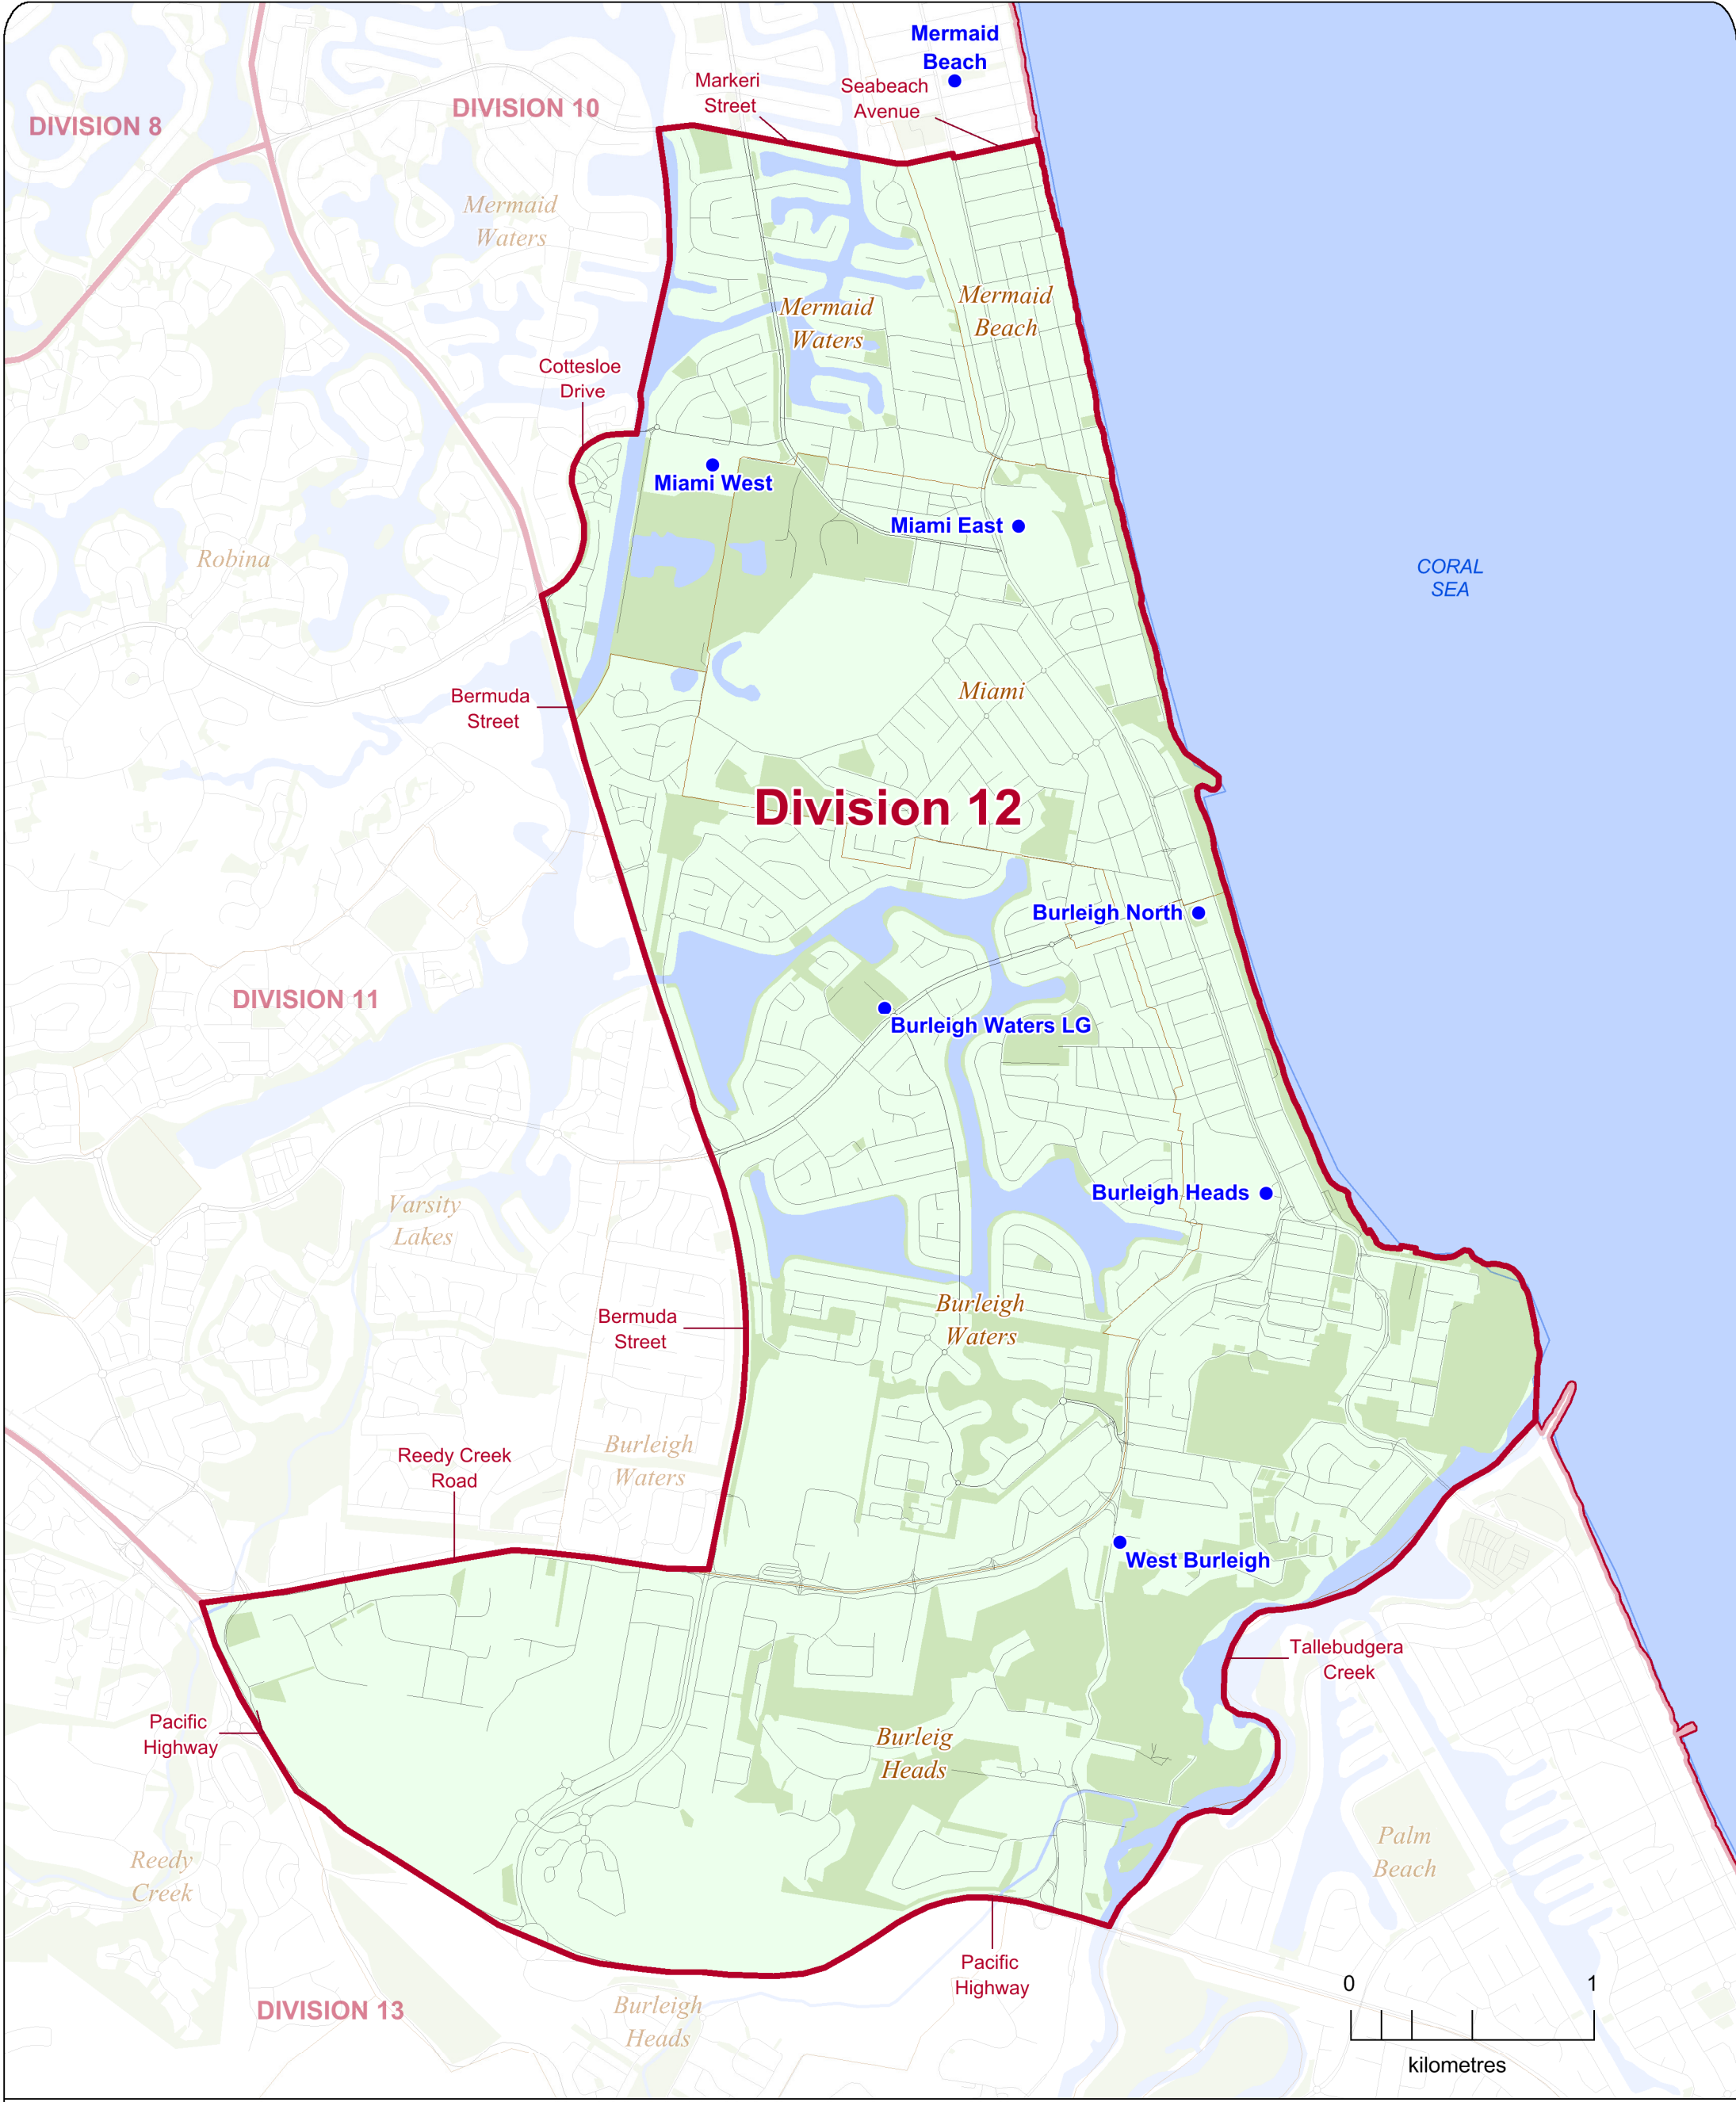 Mermaid
Beach
Markeri
Street
Seabeach
Avenue
DIVISION 8
DIVISION 10
Mermaid
Waters
Mermaid
Waters
Mermaid
Beach
Cottesloe
Drive
Miami West
Miami East
Robina
CORAL
SEA
Bermuda
Street
Miami
Division 12
Burleigh North
DIVISION 11
Burleigh Waters LG
Varsity
Lakes
Burleigh Heads
Bermuda
Street
Burleigh
Waters
Reedy Creek
Road
Burleigh
Waters
West Burleigh
Tallebudgera
Creek
Pacific
Highway
Burleig
Heads
Reedy
Creek
Palm
Beach
Pacific
Highway
DIVISION 13
Burleigh
Heads
0 1
kilometres